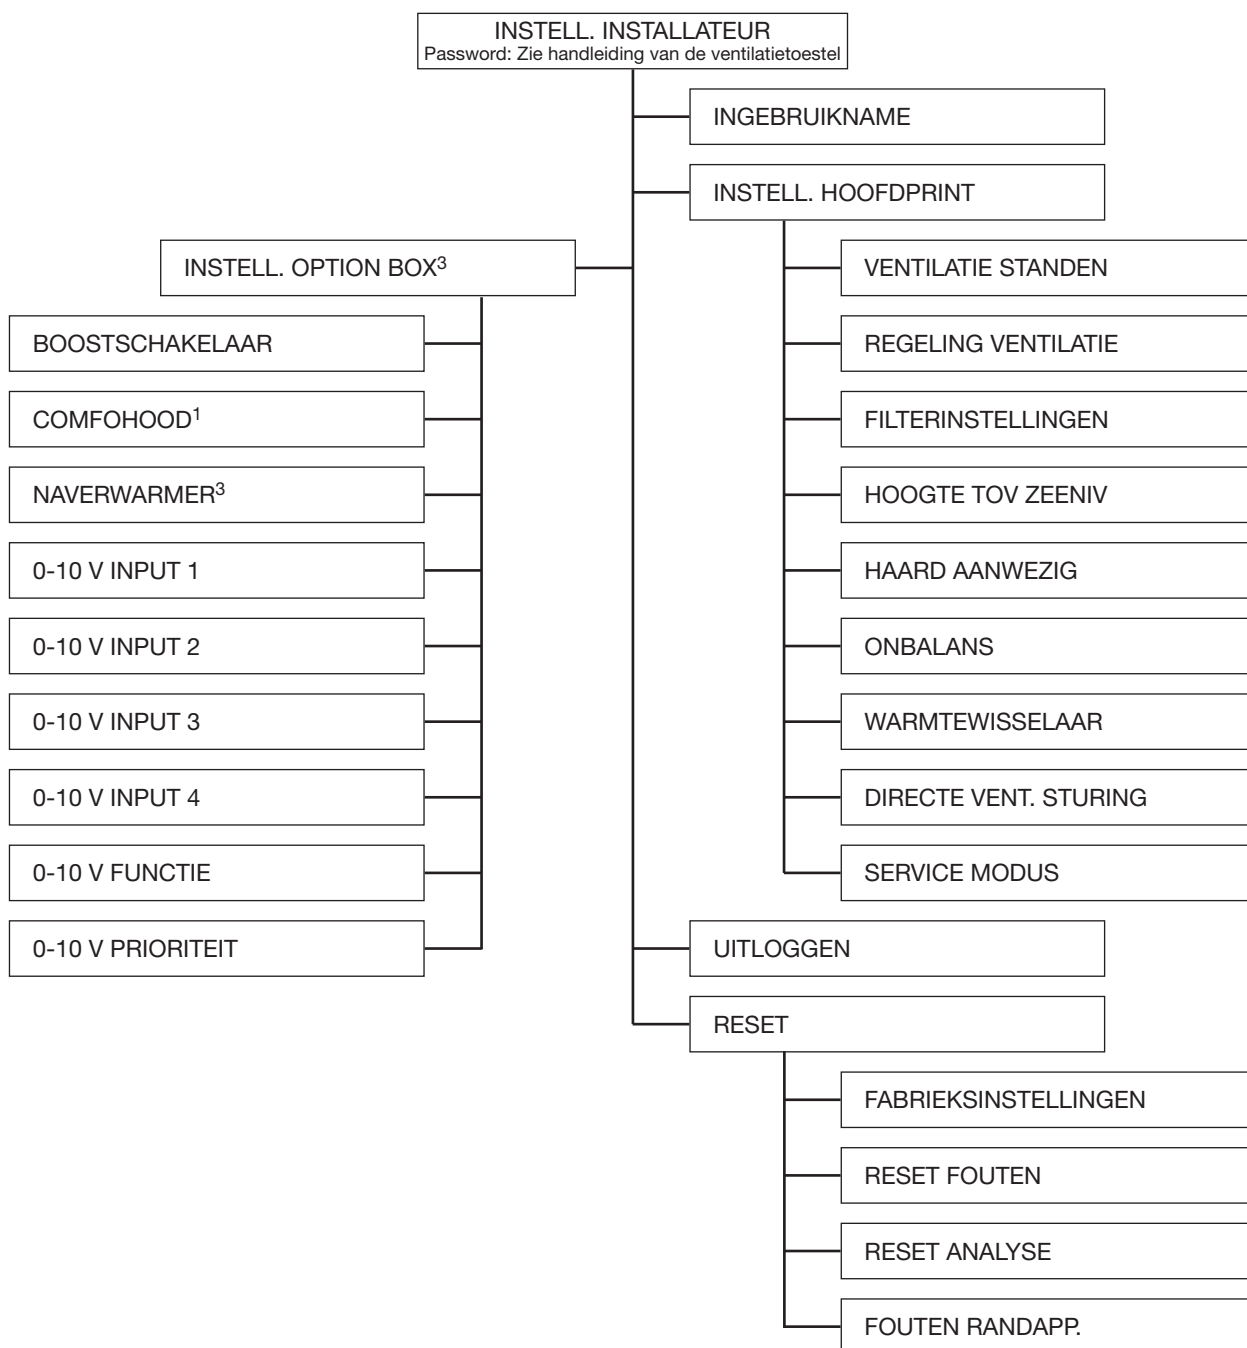 INSTELL. INSTALLATEUR
Password: Zie handleiding van de ventilatietoestel
INGEBRUIKNAME
INSTELL. HOOFDPRINT
INSTELL. OPTION BOX³
VENTILATIE STANDEN
BOOSTSCHAKELAAR
REGELING VENTILATIE
COMFOHOOD¹
FILTERINSTELLINGEN
NAVERWARMER³
HOOGTE TOV ZEENIV
0-10 V INPUT 1
HAARD AANWEZIG
0-10 V INPUT 2
ONBALANS
0-10 V INPUT 3
WARMTEWISSELAAR
0-10 V INPUT 4
DIRECTE VENT. STURING
0-10 V FUNCTIE
SERVICE MODUS
0-10 V PRIORITEIT
UITLOGGEN
RESET
FABRIEKSINSTELLINGEN
RESET FOUTEN
RESET ANALYSE
FOUTEN RANDAPP.